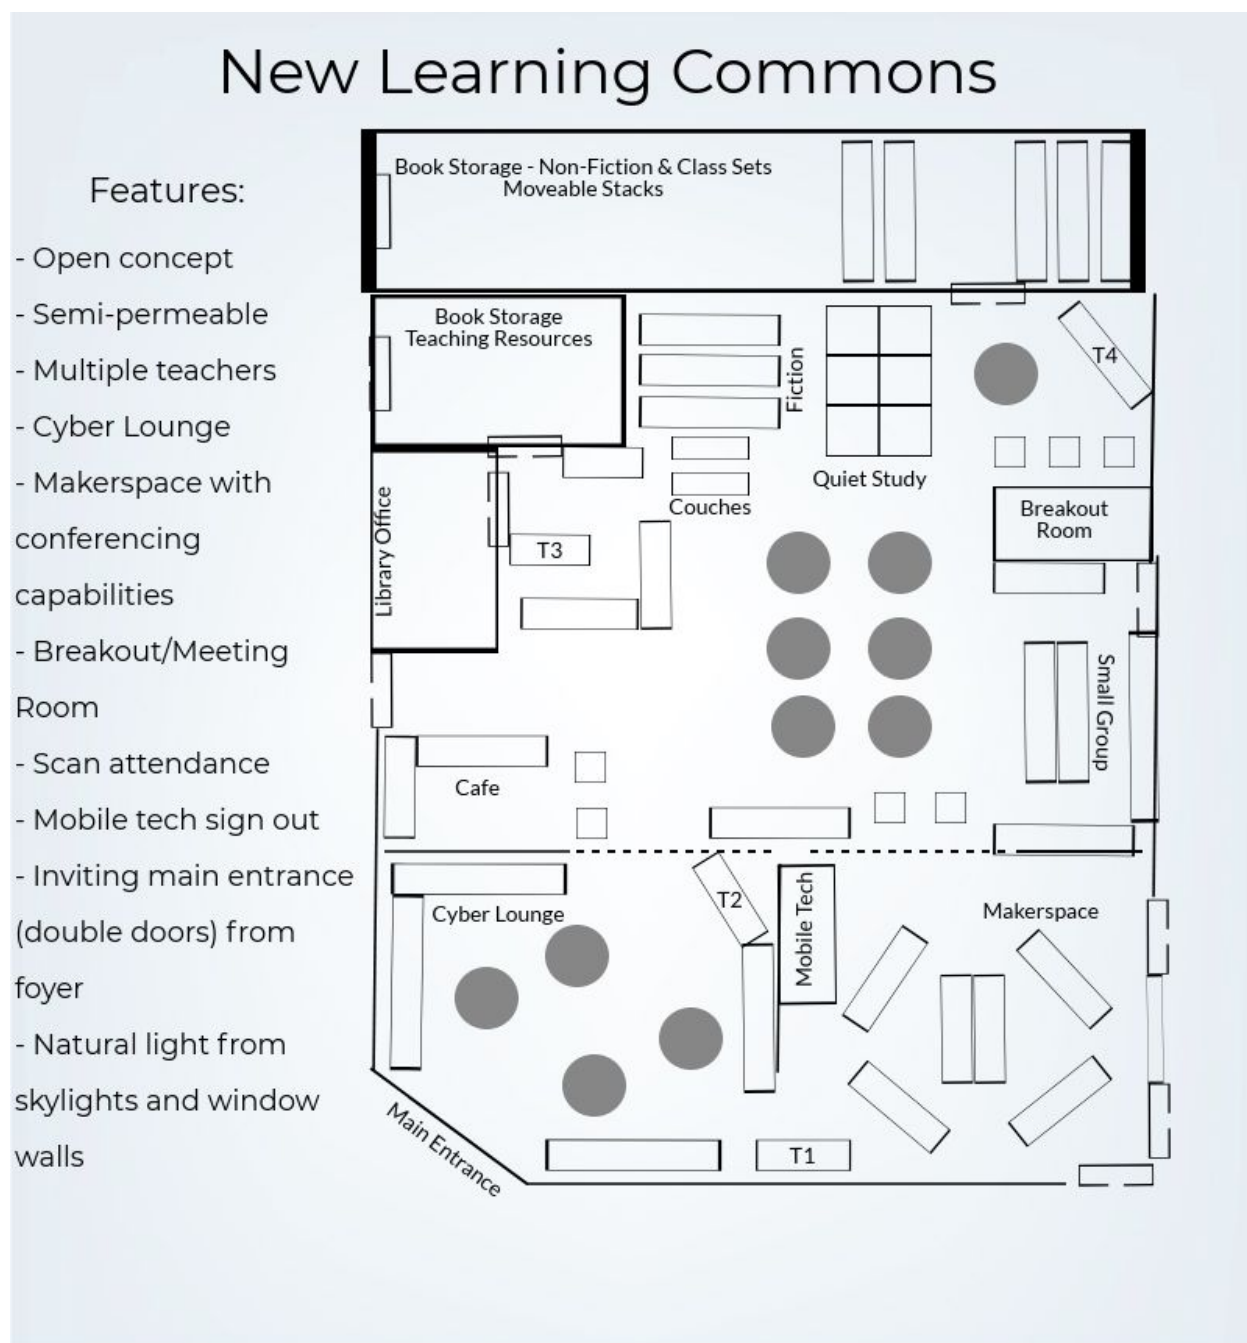 New Learning Commons
Features:
- Open concept
- Semi-permeable
- Multiple teachers
- Cyber Lounge
- Makerspace with
conferencing
capabilities
- Breakout/Meeting
Room
- Scan attendance
- Mobile tech sign out
- Inviting main entrance
(double doors) from
foyer
- Natural light from
skylights and window
walls
Book Storage - Non-Fiction & Class Sets
Moveable Stacks
Book Storage
Teaching Resources
Fiction
Quiet Study
T4
Couches
Breakout
Room
Library Office
T3
Small Group
Cafe
Cyber Lounge
T2
Mobile Tech
Makerspace
Main Entrance
T1